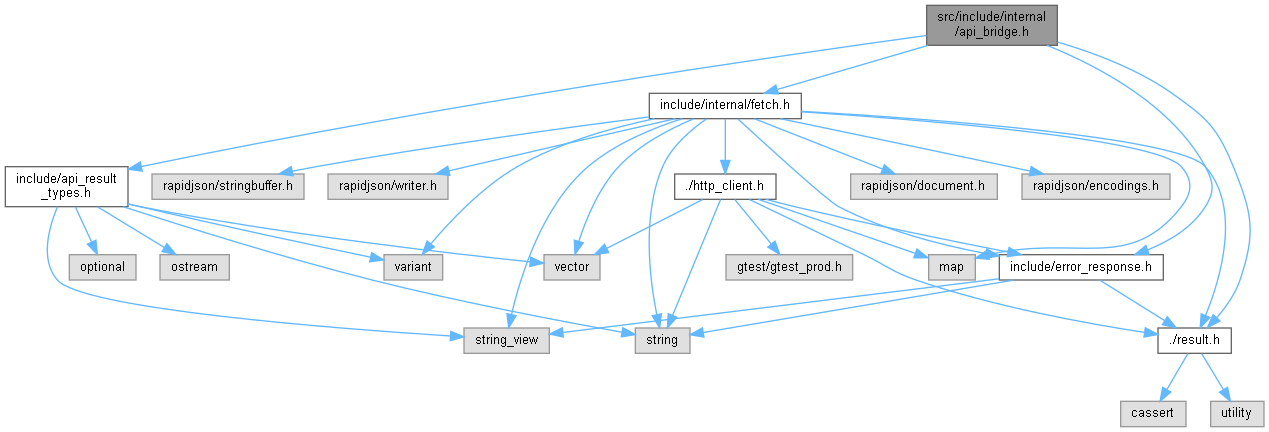 src/include/internal
/api_bridge.h
include/internal/fetch.h
include/api_result
_types.h
rapidjson/stringbuffer.h
rapidjson/writer.h
./http_client.h
rapidjson/document.h
rapidjson/encodings.h
optional
ostream
variant
vector
gtest/gtest_prod.h
map
include/error_response.h
string_view
string
./result.h
cassert
utility